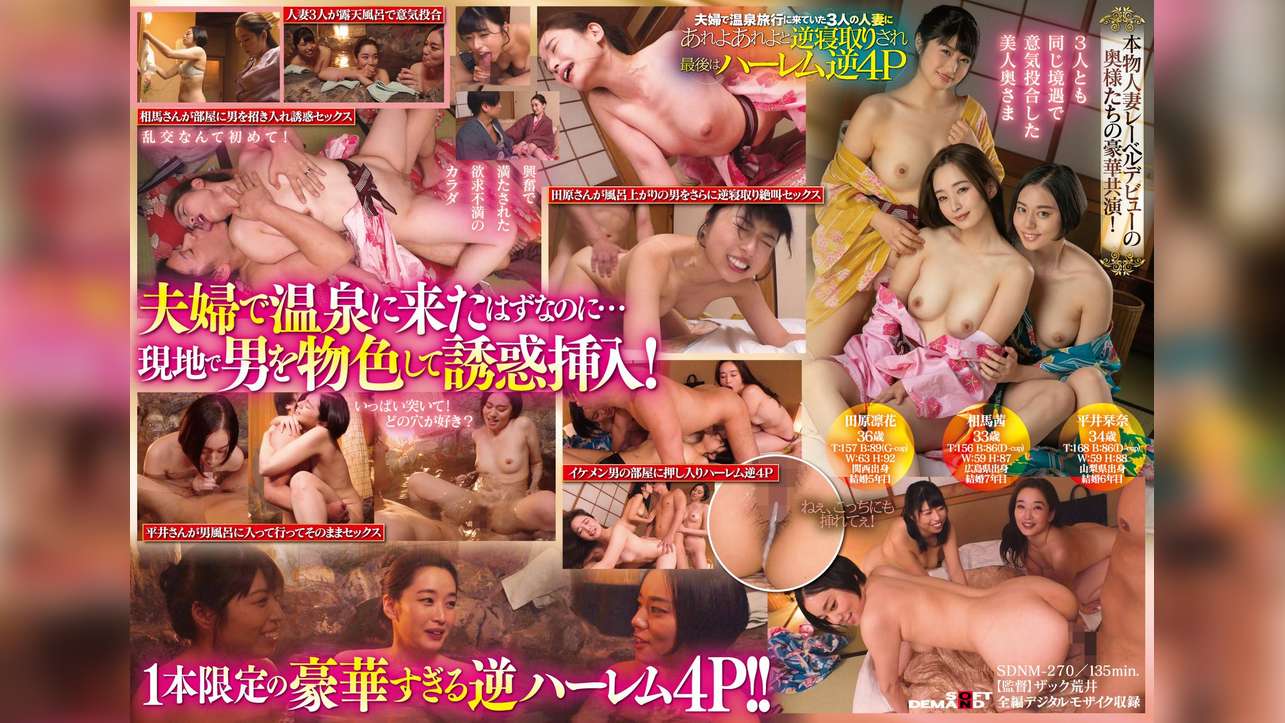 人妻3人が露天風呂で意気投合
相馬さんが部屋に男を招き入れ誘惑セックス
乱交なんて初めて!
興奮で
満たされた
欲求不満の
カラダ
夫婦で温泉旅行に来ていた3人の人妻に
あれよあれよと逆寝取りされ
最後はハーレム逆4P
本物人妻レーベルデビューの
奥様たちの豪華共演!
3人とも
同じ境遇で
意気投合した
美人奥さま
田原さんが風呂上がりの男をさらに逆寝取り絶叫セックス
夫婦で温泉に来たはずなのに…
現地で男を物色して誘惑挿入!
いっぱい突いて!
どの穴が好き?
平井さんが男風呂に入って行ってそのままセックス
イケメン男の部屋に押し入りハーレム逆4P
田原凛花
36歳
T:157 B:89(G-cup)
W:63 H:92
関西出身
結婚5年目
相馬茜
33歳
T:156 B:86(D-cup)
W:59 H:87
広島県出身
結婚7年目
平井栞奈
34歳
T:168 B:86(D-cup)
W:59 H:88
山梨県出身
結婚6年目
ねぇ、こっちにも
挿れてぇ!
1本限定の豪華すぎる逆ハーレム4P!!
SDNM-270/135min.
【監督】ザック荒井
全編デジタルモザイク収録
SOFT
DEMAND